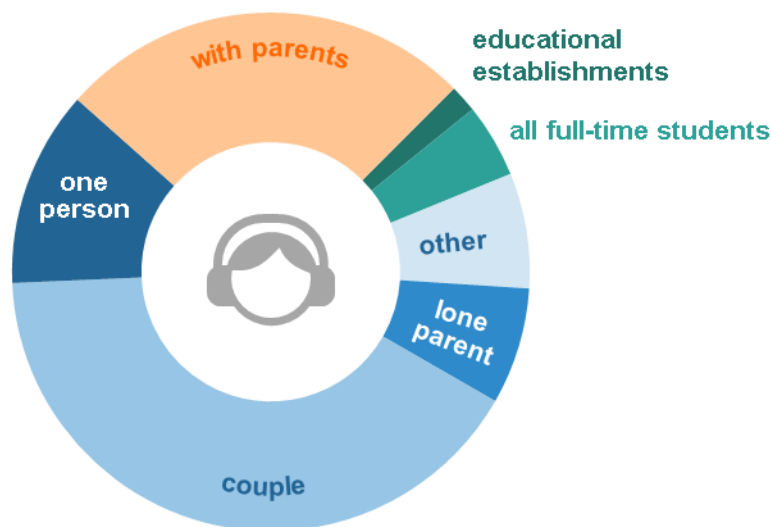 with parents
educational
establishments
all full-time students
one
person
other
lone
parent
couple